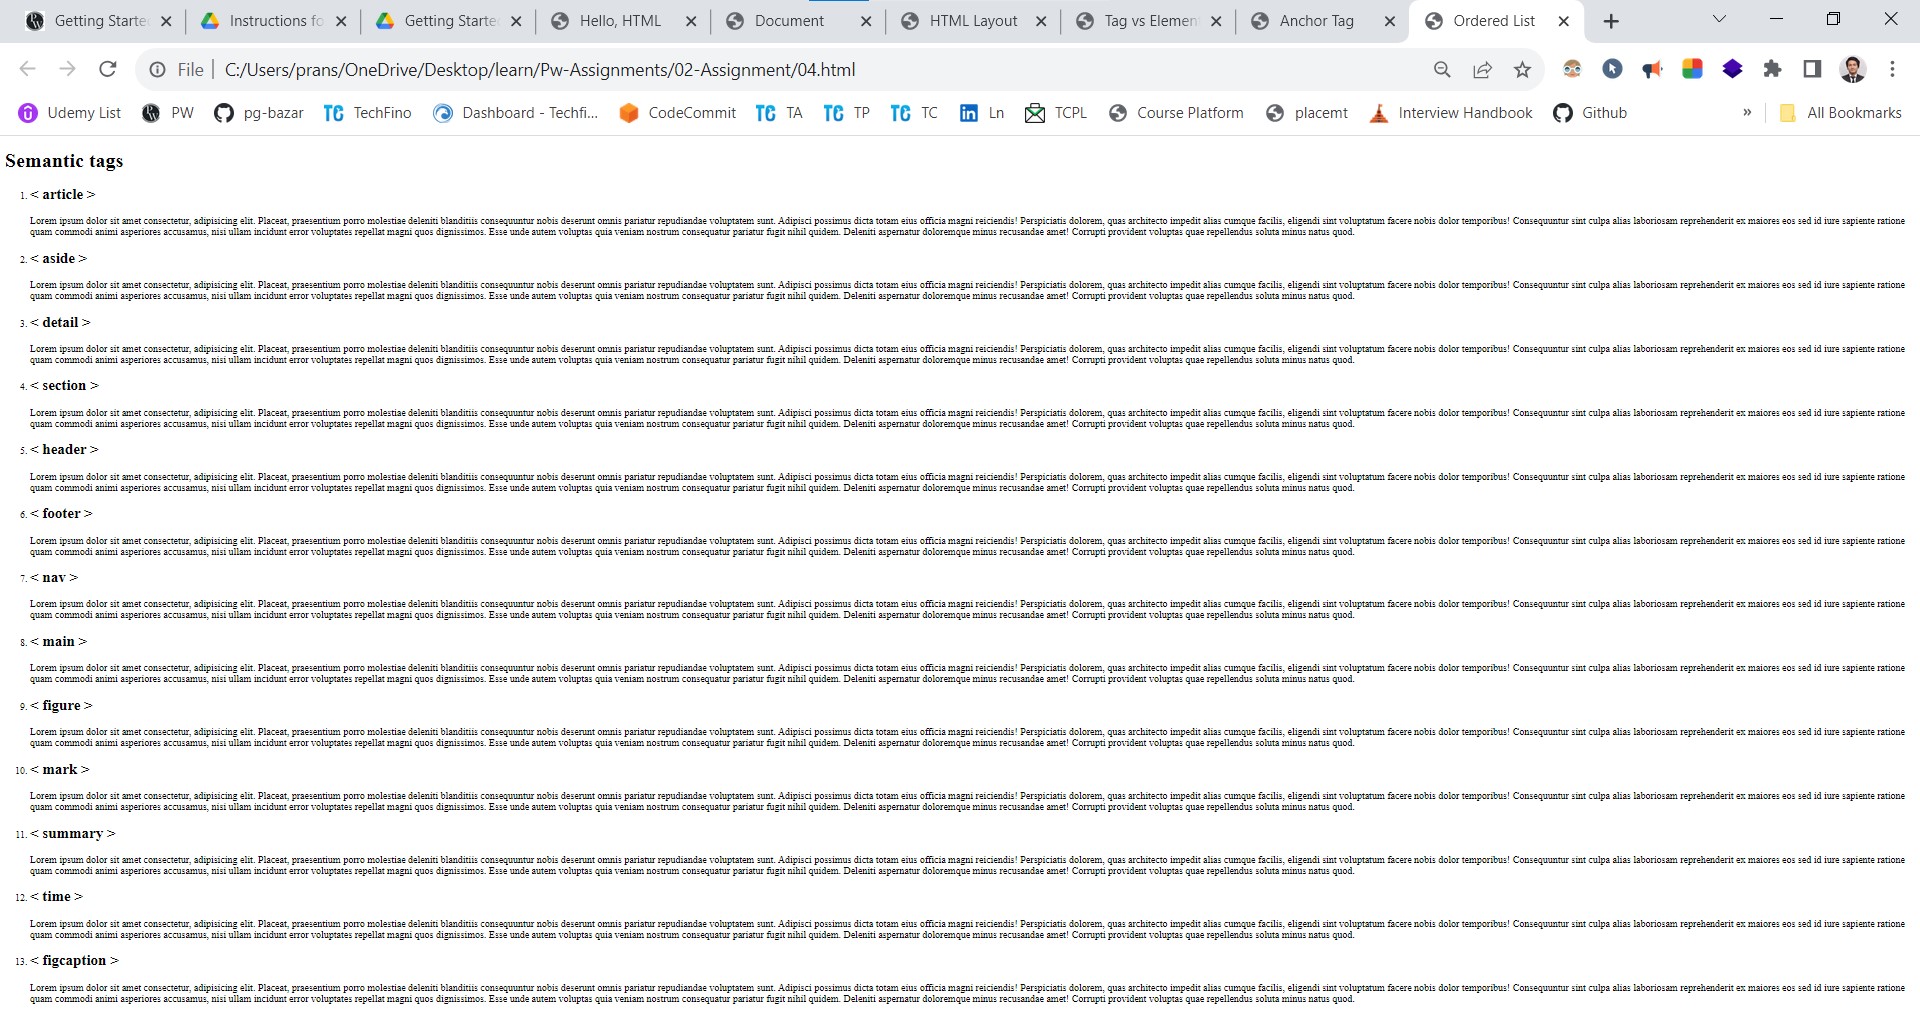 Getting Starte
Instructions fo
Getting Starte
Hello, HTML
Document
HTML Layout
Tag vs Elemen
Anchor Tag
Ordered List
File | C:/Users/prans/OneDrive/Desktop/learn/Pw-Assignments/02-Assignment/04.html
Udemy List PW pg-bazar TechFino Dashboard - Techfi... CodeCommit TA TP TC Ln TCPL Course Platform placemt Interview Handbook Github » All Bookmarks
Semantic tags
1. < article >
Lorem ipsum dolor sit amet consectetur, adipisicing elit. Placeat, praesentium porro molestiae deleniti blanditiis consequuntur nobis deserunt omnis pariatur repudiandae voluptatem sunt. Adipisci possimus dicta totam eius officia magni reiciendis! Perspiciatis dolorem, quas architecto impedit alias cumque facilis, eligendi sint voluptatum facere nobis dolor temporibus! Consequuntur sint culpa alias laboriosam reprehenderit ex maiores eos sed id iure sapiente ratione
quam commodi animi asperiores accusamus, nisi ullam incidunt error voluptates repellat magni quos dignissimos. Esse unde autem voluptas quia veniam nostrum consequatur pariatur fugit nihil quidem. Deleniti aspernatur doloremque minus recusandae amet! Corrupti provident voluptas quae repellendus soluta minus natus quod.
2. < aside >
Lorem ipsum dolor sit amet consectetur, adipisicing elit. Placeat, praesentium porro molestiae deleniti blanditiis consequuntur nobis deserunt omnis pariatur repudiandae voluptatem sunt. Adipisci possimus dicta totam eius officia magni reiciendis! Perspiciatis dolorem, quas architecto impedit alias cumque facilis, eligendi sint voluptatum facere nobis dolor temporibus! Consequuntur sint culpa alias laboriosam reprehenderit ex maiores eos sed id iure sapiente ratione
quam commodi animi asperiores accusamus, nisi ullam incidunt error voluptates repellat magni quos dignissimos. Esse unde autem voluptas quia veniam nostrum consequatur pariatur fugit nihil quidem. Deleniti aspernatur doloremque minus recusandae amet! Corrupti provident voluptas quae repellendus soluta minus natus quod.
3. < detail >
Lorem ipsum dolor sit amet consectetur, adipisicing elit. Placeat, praesentium porro molestiae deleniti blanditiis consequuntur nobis deserunt omnis pariatur repudiandae voluptatem sunt. Adipisci possimus dicta totam eius officia magni reiciendis! Perspiciatis dolorem, quas architecto impedit alias cumque facilis, eligendi sint voluptatum facere nobis dolor temporibus! Consequuntur sint culpa alias laboriosam reprehenderit ex maiores eos sed id iure sapiente ratione
quam commodi animi asperiores accusamus, nisi ullam incidunt error voluptates repellat magni quos dignissimos. Esse unde autem voluptas quia veniam nostrum consequatur pariatur fugit nihil quidem. Deleniti aspernatur doloremque minus recusandae amet! Corrupti provident voluptas quae repellendus soluta minus natus quod.
4. < section >
Lorem ipsum dolor sit amet consectetur, adipisicing elit. Placeat, praesentium porro molestiae deleniti blanditiis consequuntur nobis deserunt omnis pariatur repudiandae voluptatem sunt. Adipisci possimus dicta totam eius officia magni reiciendis! Perspiciatis dolorem, quas architecto impedit alias cumque facilis, eligendi sint voluptatum facere nobis dolor temporibus! Consequuntur sint culpa alias laboriosam reprehenderit ex maiores eos sed id iure sapiente ratione
quam commodi animi asperiores accusamus, nisi ullam incidunt error voluptates repellat magni quos dignissimos. Esse unde autem voluptas quia veniam nostrum consequatur pariatur fugit nihil quidem. Deleniti aspernatur doloremque minus recusandae amet! Corrupti provident voluptas quae repellendus soluta minus natus quod.
5. < header >
Lorem ipsum dolor sit amet consectetur, adipisicing elit. Placeat, praesentium porro molestiae deleniti blanditiis consequuntur nobis deserunt omnis pariatur repudiandae voluptatem sunt. Adipisci possimus dicta totam eius officia magni reiciendis! Perspiciatis dolorem, quas architecto impedit alias cumque facilis, eligendi sint voluptatum facere nobis dolor temporibus! Consequuntur sint culpa alias laboriosam reprehenderit ex maiores eos sed id iure sapiente ratione
quam commodi animi asperiores accusamus, nisi ullam incidunt error voluptates repellat magni quos dignissimos. Esse unde autem voluptas quia veniam nostrum consequatur pariatur fugit nihil quidem. Deleniti aspernatur doloremque minus recusandae amet! Corrupti provident voluptas quae repellendus soluta minus natus quod.
6. < footer >
Lorem ipsum dolor sit amet consectetur, adipisicing elit. Placeat, praesentium porro molestiae deleniti blanditiis consequuntur nobis deserunt omnis pariatur repudiandae voluptatem sunt. Adipisci possimus dicta totam eius officia magni reiciendis! Perspiciatis dolorem, quas architecto impedit alias cumque facilis, eligendi sint voluptatum facere nobis dolor temporibus! Consequuntur sint culpa alias laboriosam reprehenderit ex maiores eos sed id iure sapiente ratione
quam commodi animi asperiores accusamus, nisi ullam incidunt error voluptates repellat magni quos dignissimos. Esse unde autem voluptas quia veniam nostrum consequatur pariatur fugit nihil quidem. Deleniti aspernatur doloremque minus recusandae amet! Corrupti provident voluptas quae repellendus soluta minus natus quod.
7. < nav >
Lorem ipsum dolor sit amet consectetur, adipisicing elit. Placeat, praesentium porro molestiae deleniti blanditiis consequuntur nobis deserunt omnis pariatur repudiandae voluptatem sunt. Adipisci possimus dicta totam eius officia magni reiciendis! Perspiciatis dolorem, quas architecto impedit alias cumque facilis, eligendi sint voluptatum facere nobis dolor temporibus! Consequuntur sint culpa alias laboriosam reprehenderit ex maiores eos sed id iure sapiente ratione
quam commodi animi asperiores accusamus, nisi ullam incidunt error voluptates repellat magni quos dignissimos. Esse unde autem voluptas quia veniam nostrum consequatur pariatur fugit nihil quidem. Deleniti aspernatur doloremque minus recusandae amet! Corrupti provident voluptas quae repellendus soluta minus natus quod.
8. < main >
Lorem ipsum dolor sit amet consectetur, adipisicing elit. Placeat, praesentium porro molestiae deleniti blanditiis consequuntur nobis deserunt omnis pariatur repudiandae voluptatem sunt. Adipisci possimus dicta totam eius officia magni reiciendis! Perspiciatis dolorem, quas architecto impedit alias cumque facilis, eligendi sint voluptatum facere nobis dolor temporibus! Consequuntur sint culpa alias laboriosam reprehenderit ex maiores eos sed id iure sapiente ratione
quam commodi animi asperiores accusamus, nisi ullam incidunt error voluptates repellat magni quos dignissimos. Esse unde autem voluptas quia veniam nostrum consequatur pariatur fugit nihil quidem. Deleniti aspernatur doloremque minus recusandae amet! Corrupti provident voluptas quae repellendus soluta minus natus quod.
9. < figure >
Lorem ipsum dolor sit amet consectetur, adipisicing elit. Placeat, praesentium porro molestiae deleniti blanditiis consequuntur nobis deserunt omnis pariatur repudiandae voluptatem sunt. Adipisci possimus dicta totam eius officia magni reiciendis! Perspiciatis dolorem, quas architecto impedit alias cumque facilis, eligendi sint voluptatum facere nobis dolor temporibus! Consequuntur sint culpa alias laboriosam reprehenderit ex maiores eos sed id iure sapiente ratione
quam commodi animi asperiores accusamus, nisi ullam incidunt error voluptates repellat magni quos dignissimos. Esse unde autem voluptas quia veniam nostrum consequatur pariatur fugit nihil quidem. Deleniti aspernatur doloremque minus recusandae amet! Corrupti provident voluptas quae repellendus soluta minus natus quod.
10. < mark >
Lorem ipsum dolor sit amet consectetur, adipisicing elit. Placeat, praesentium porro molestiae deleniti blanditiis consequuntur nobis deserunt omnis pariatur repudiandae voluptatem sunt. Adipisci possimus dicta totam eius officia magni reiciendis! Perspiciatis dolorem, quas architecto impedit alias cumque facilis, eligendi sint voluptatum facere nobis dolor temporibus! Consequuntur sint culpa alias laboriosam reprehenderit ex maiores eos sed id iure sapiente ratione
quam commodi animi asperiores accusamus, nisi ullam incidunt error voluptates repellat magni quos dignissimos. Esse unde autem voluptas quia veniam nostrum consequatur pariatur fugit nihil quidem. Deleniti aspernatur doloremque minus recusandae amet! Corrupti provident voluptas quae repellendus soluta minus natus quod.
11. < summary >
Lorem ipsum dolor sit amet consectetur, adipisicing elit. Placeat, praesentium porro molestiae deleniti blanditiis consequuntur nobis deserunt omnis pariatur repudiandae voluptatem sunt. Adipisci possimus dicta totam eius officia magni reiciendis! Perspiciatis dolorem, quas architecto impedit alias cumque facilis, eligendi sint voluptatum facere nobis dolor temporibus! Consequuntur sint culpa alias laboriosam reprehenderit ex maiores eos sed id iure sapiente ratione
quam commodi animi asperiores accusamus, nisi ullam incidunt error voluptates repellat magni quos dignissimos. Esse unde autem voluptas quia veniam nostrum consequatur pariatur fugit nihil quidem. Deleniti aspernatur doloremque minus recusandae amet! Corrupti provident voluptas quae repellendus soluta minus natus quod.
12. < time >
Lorem ipsum dolor sit amet consectetur, adipisicing elit. Placeat, praesentium porro molestiae deleniti blanditiis consequuntur nobis deserunt omnis pariatur repudiandae voluptatem sunt. Adipisci possimus dicta totam eius officia magni reiciendis! Perspiciatis dolorem, quas architecto impedit alias cumque facilis, eligendi sint voluptatum facere nobis dolor temporibus! Consequuntur sint culpa alias laboriosam reprehenderit ex maiores eos sed id iure sapiente ratione
quam commodi animi asperiores accusamus, nisi ullam incidunt error voluptates repellat magni quos dignissimos. Esse unde autem voluptas quia veniam nostrum consequatur pariatur fugit nihil quidem. Deleniti aspernatur doloremque minus recusandae amet! Corrupti provident voluptas quae repellendus soluta minus natus quod.
13. < figcaption >
Lorem ipsum dolor sit amet consectetur, adipisicing elit. Placeat, praesentium porro molestiae deleniti blanditiis consequuntur nobis deserunt omnis pariatur repudiandae voluptatem sunt. Adipisci possimus dicta totam eius officia magni reiciendis! Perspiciatis dolorem, quas architecto impedit alias cumque facilis, eligendi sint voluptatum facere nobis dolor temporibus! Consequuntur sint culpa alias laboriosam reprehenderit ex maiores eos sed id iure sapiente ratione
quam commodi animi asperiores accusamus, nisi ullam incidunt error voluptates repellat magni quos dignissimos. Esse unde autem voluptas quia veniam nostrum consequatur pariatur fugit nihil quidem. Deleniti aspernatur doloremque minus recusandae amet! Corrupti provident voluptas quae repellendus soluta minus natus quod.